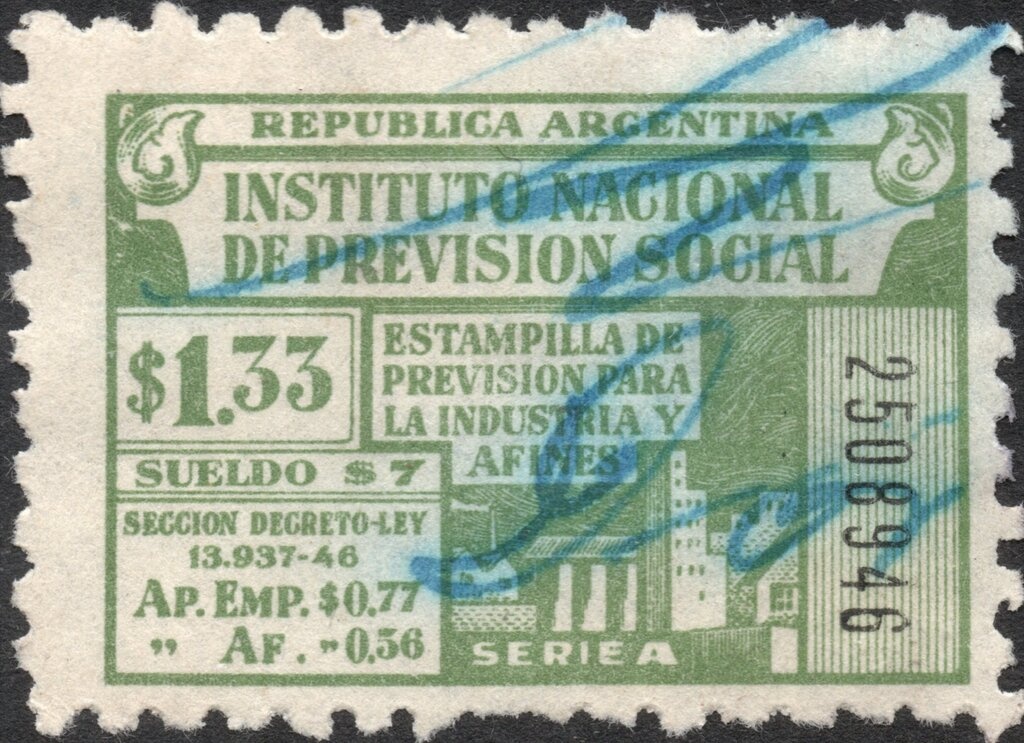 REPUBLICA ARGENTINA
INSTITUTO NACIONAL
DE PREVISION SOCIAL
$1.33
ESTAMPILLA DE
PREVISION PARA
LA INDUSTRIA Y
AFINES
SUELDO $ 7
SECCION DECRETO-LEY
13.937-46
AP. EMP. $0.77
” AF. ” 0.56
SERIE A
2508946